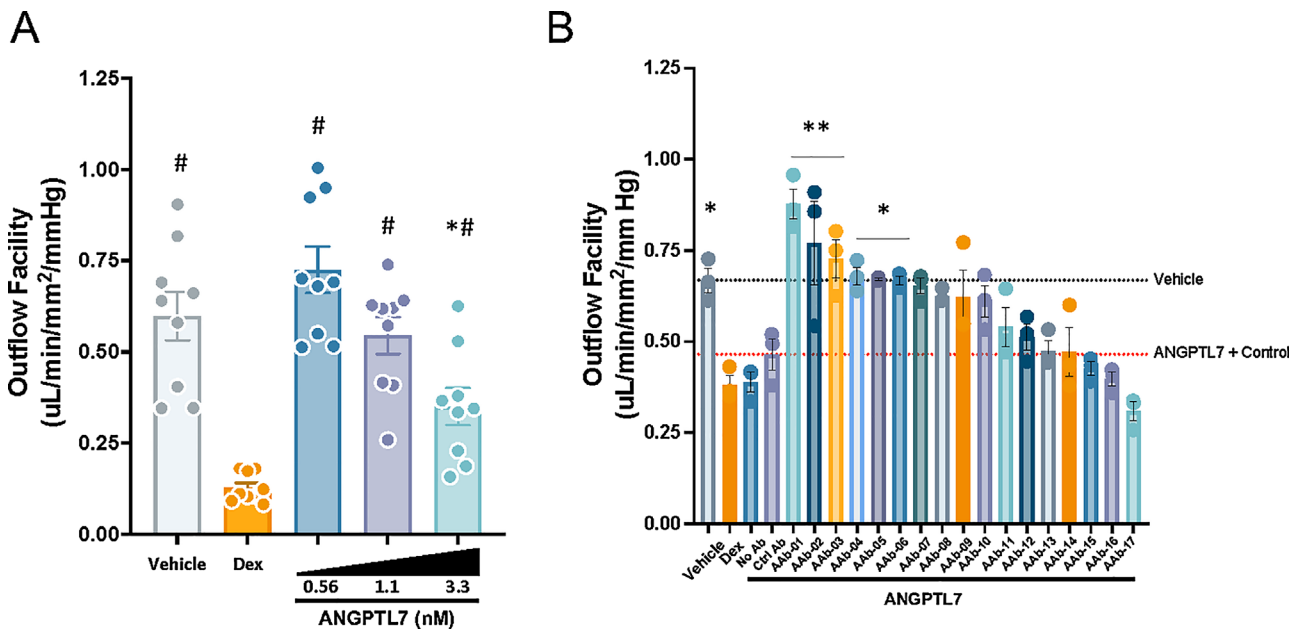 A
Outflow Facility
(uL/min/mm²/mmHg)
1.25
1.00
0.75
0.50
0.25
0.00
#
#
#
*#
Vehicle
Dex
0.56
1.1
3.3
ANGPTL7 (nM)
B
Outflow Facility
(uL/min/mm²/mm Hg)
1.25
1.00
0.75
0.50
0.25
0.00
*
**
*
Vehicle
ANGPTL7 + Control
Vehicle
Dex
No Ab
Ctrl Ab
AAb-01
AAb-02
AAb-03
AAb-04
AAb-05
AAb-06
AAb-07
AAb-08
AAb-09
AAb-10
AAb-11
AAb-12
AAb-13
AAb-14
AAb-15
AAb-16
AAb-17
ANGPTL7